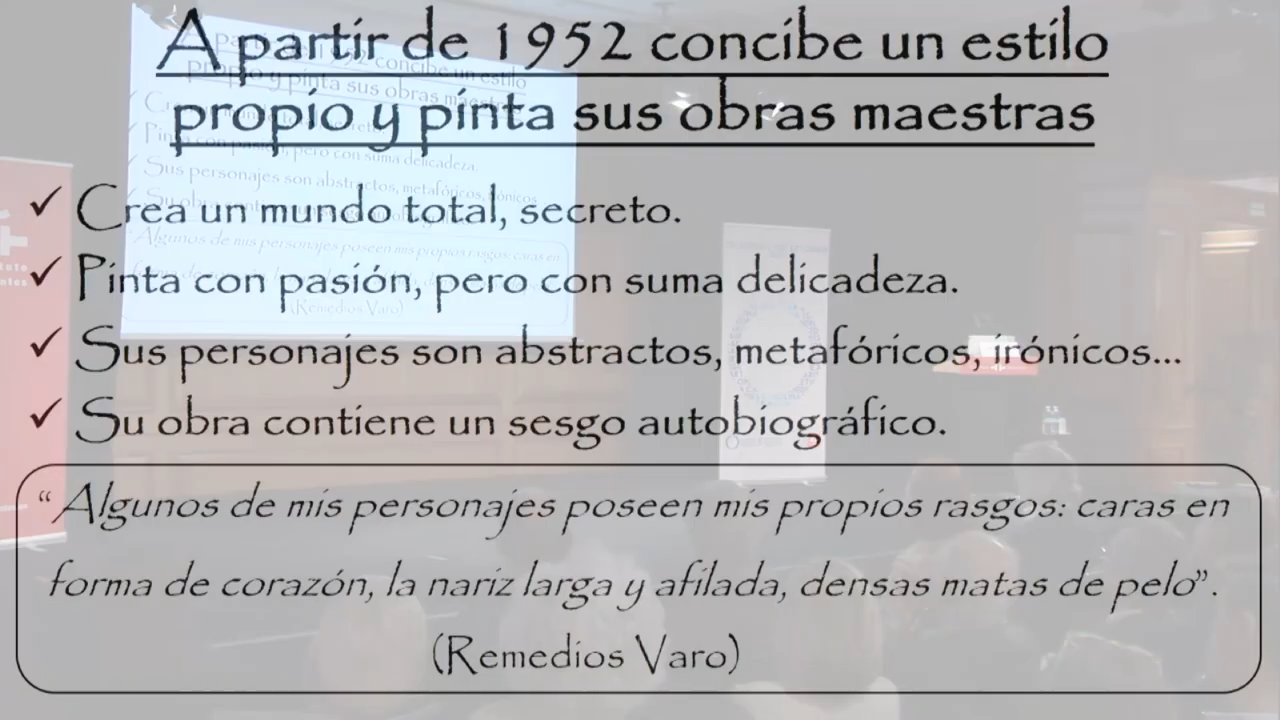 A partir de 1952 concibe un estilo
propio y pinta sus obras maestras
✓ Crea un mundo total, secreto.
✓ Pinta con pasión, pero con suma delicadeza.
✓ Sus personajes son abstractos, metafóricos, irónicos...
✓ Su obra contiene un sesgo autobiográfico.
“ Algunos de mis personajes poseen mis propios rasgos: caras en
forma de corazón, la nariz larga y afilada, densas matas de pelo”.
(Remedios Varo)